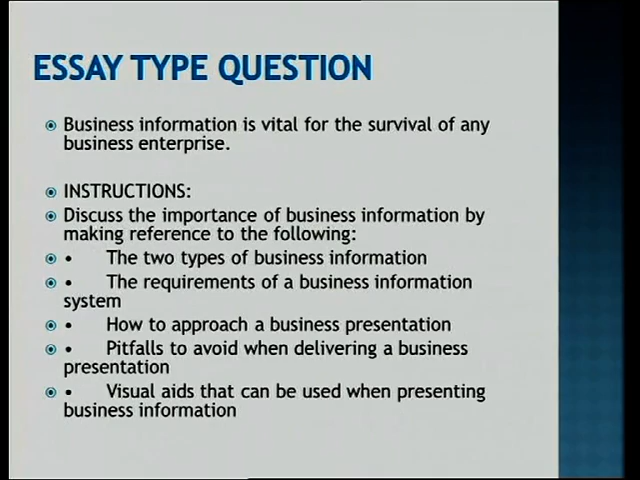 ESSAY TYPE QUESTION
Business information is vital for the survival of any
business enterprise.
INSTRUCTIONS:
Discuss the importance of business information by
making reference to the following:
• The two types of business information
• The requirements of a business information
system
• How to approach a business presentation
• Pitfalls to avoid when delivering a business
presentation
• Visual aids that can be used when presenting
business information